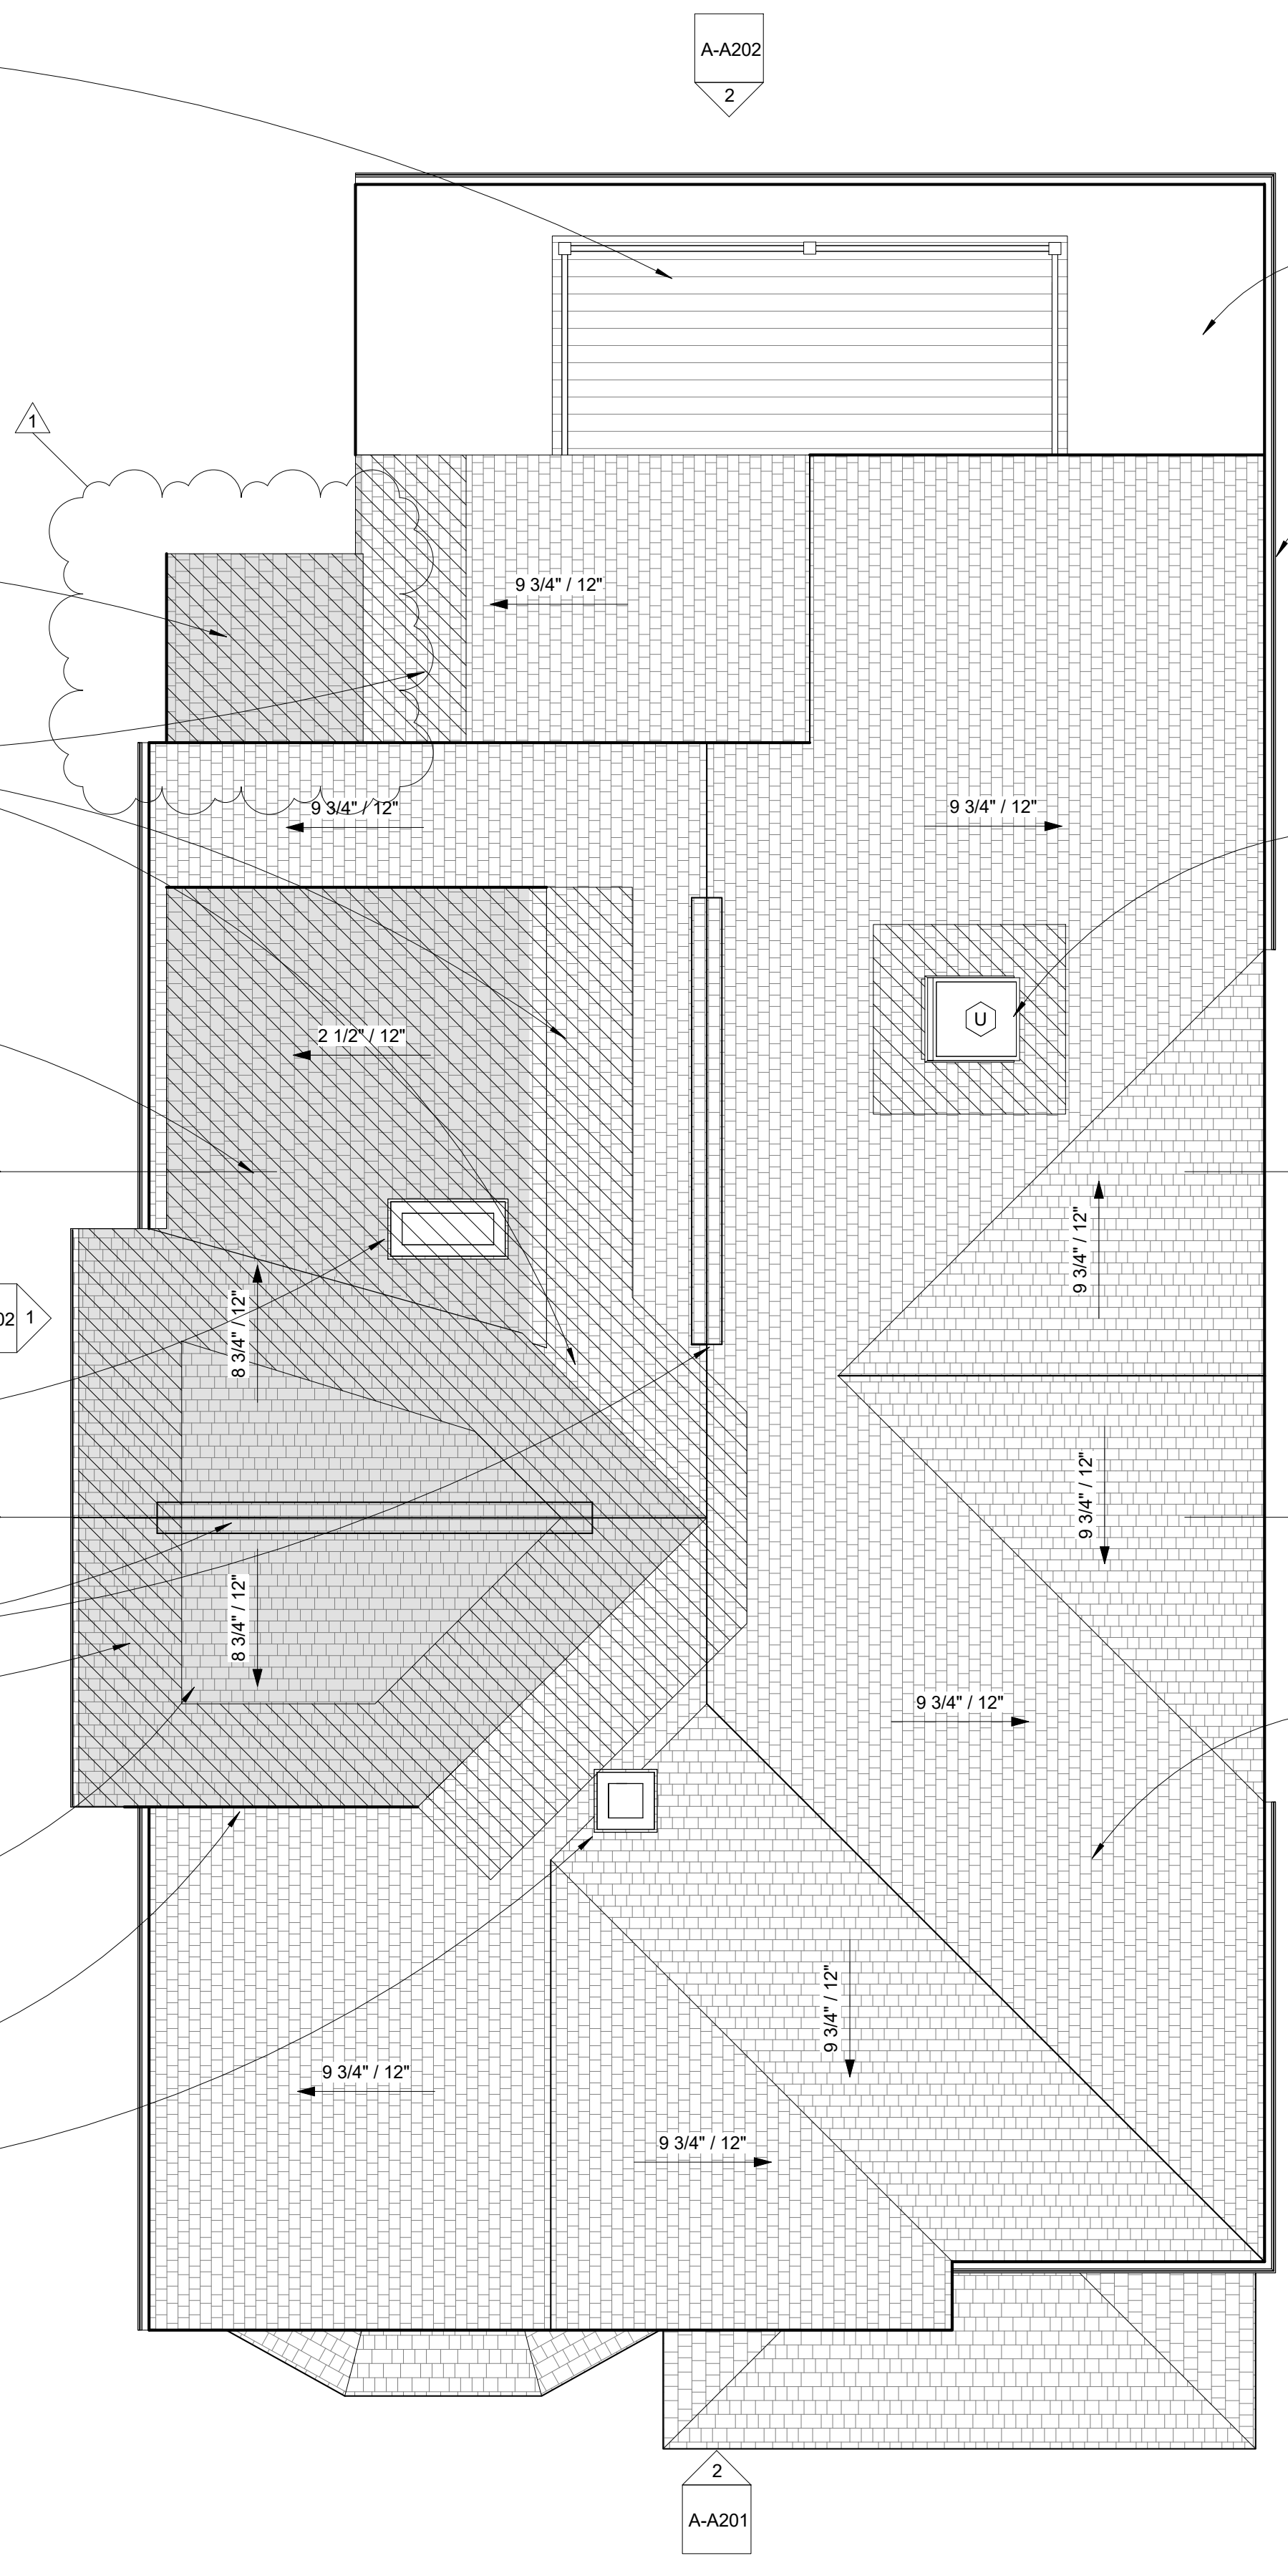 A-A202
2
1
9 3/4" / 12"
9 3/4" / 12"
9 3/4" / 12"
U
2 1/2" / 12"
9 3/4" / 12"
8 3/4" / 12"
02 1
9 3/4" / 12"
8 3/4" / 12"
9 3/4" / 12"
9 3/4" / 12"
9 3/4" / 12"
9 3/4" / 12"
2
A-A201